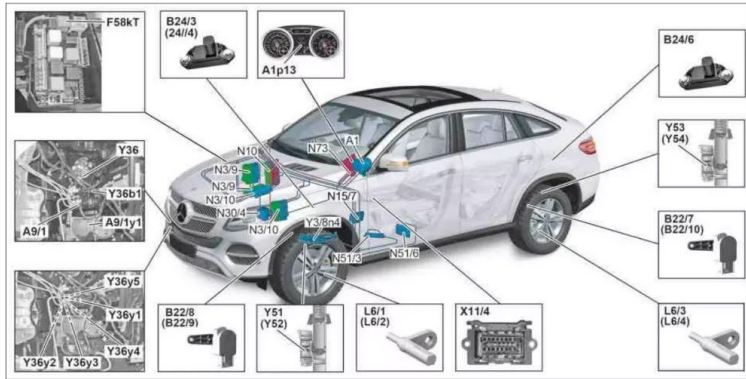 F58kT
B24/3
(24//4)
A1p13
B24/6
Y36
Y36b1
A9/1
A9/1y1
N10
N3/9
N3/9
N3/10
N30/4
N3/10
N73
A1
N15/7
Y3/8n4
N51/3
N51/6
Y53
(Y54)
B22/7
(B22/10)
Y36y5
Y36y1
Y36y4
Y36y2
Y36y3
B22/8
(B22/9)
Y51
(Y52)
L6/1
(L6/2)
X11/4
L6/3
(L6/4)